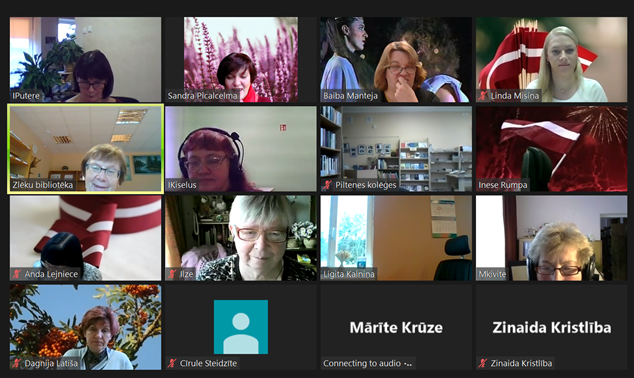 IPutere
Sandra Picalcelma
Baiba Manteja
Linda Misiņa
Zlēku bibliotēka
IKiselus
Piltenes kolēģes
Inese Rumpa
Anda Lejniece
Ilze
Ligita Kalniņa
Mkivite
Dagnija Latiša
Cīrule Steidzīte
Mārīte Krūze
Connecting to audio ·..
Zinaida Kristlība
Zinaida Kristlība